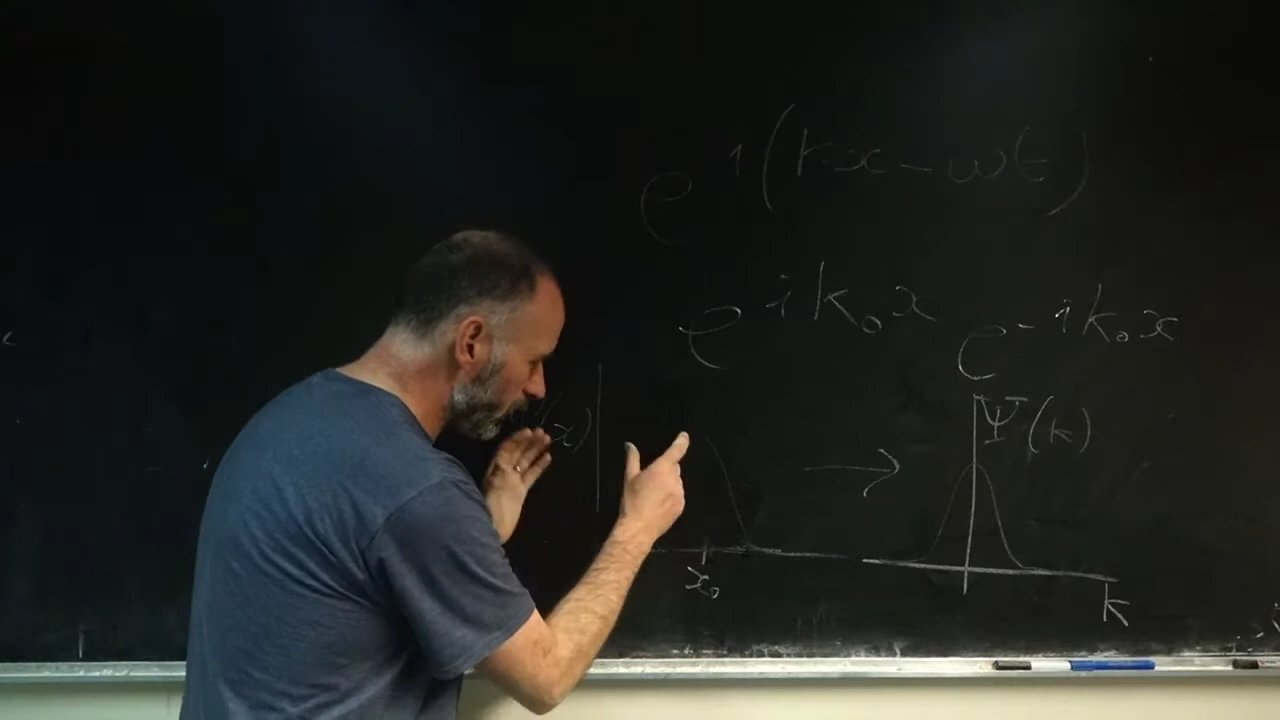 e^i(kx-ωt)
e^ik₀x e^-ik₀x
(x) → Ψ(k)
x₀ k